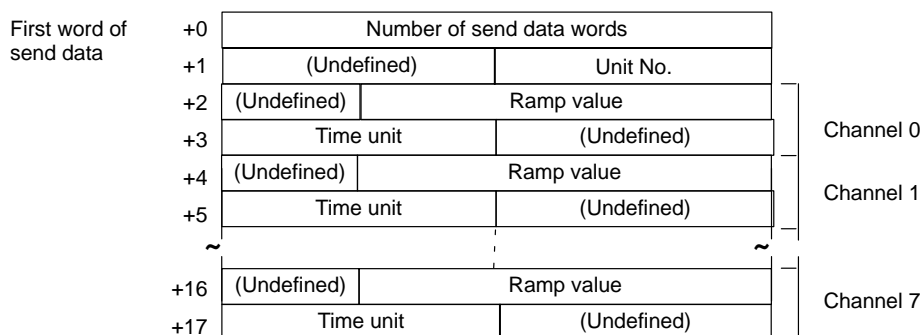 First word of
send data
+0 Number of send data words
+1 (Undefined) Unit No.
+2 (Undefined) Ramp value
+3 Time unit (Undefined)
Channel 0
+4 (Undefined) Ramp value
+5 Time unit (Undefined)
Channel 1
~ ~
+16 (Undefined) Ramp value
+17 Time unit (Undefined)
Channel 7